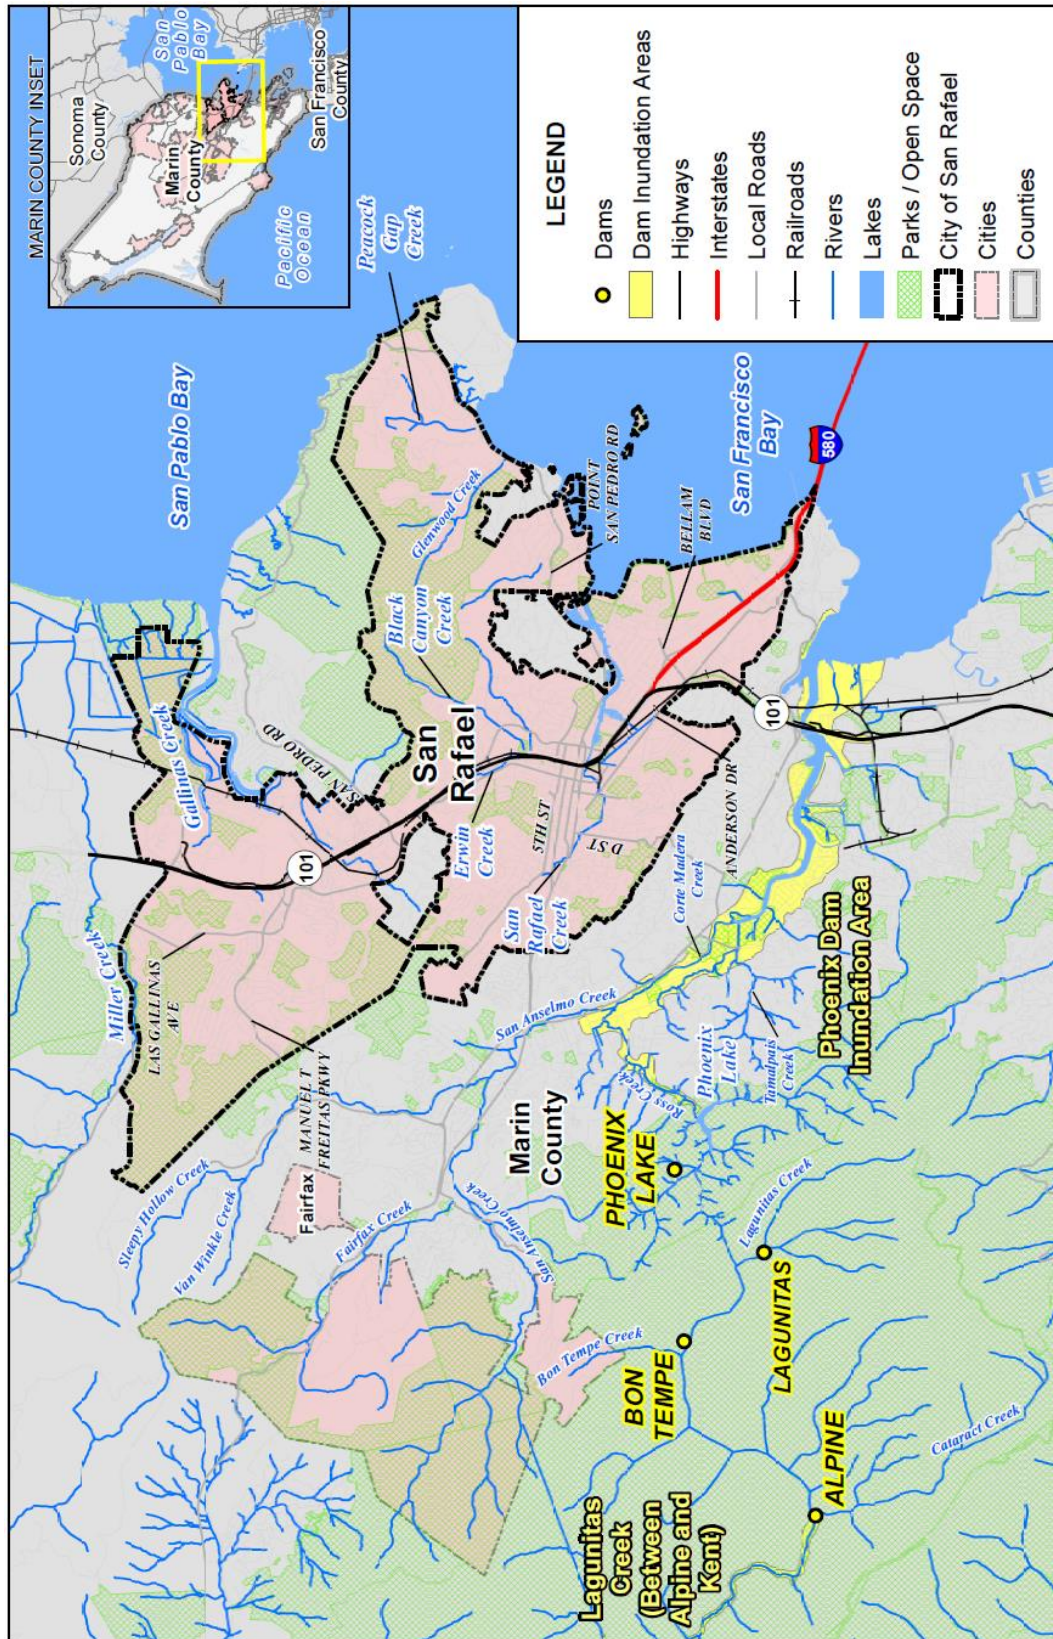 MARIN COUNTY INSET
Sonoma
County
San
Pablo
Bay
Marin
County
Pacific
Ocean
San Francisco
County
LEGEND
Dams
Dam Inundation Areas
Highways
Interstates
Local Roads
Railroads
Rivers
Lakes
Parks / Open Space
City of San Rafael
Cities
Counties
San Pablo Bay
Peacock
Gap
Creek
Miller Creek
Gallinas Creek
LAS GALLINAS
AVE
101
SAN PEDRO RD
MANUEL T
FREITAS PKWY
Sleepy Hollow Creek
Van Winkle Creek
Fairfax
Fairfax Creek
San
Rafael
Black
Canyon
Creek
Glenwood Creek
Erwin
Creek
5TH ST
D ST
San
Rafael
Creek
POINT
SAN PEDRO RD
BELLAM
BLVD
San Francisco
Bay
580
101
ANDERSON DR
Corte Madera
Creek
San Anselmo Creek
San Anselmo Creek
Marin
County
Ross Creek
Phoenix
Lake
Tamalpais
Creek
PHOENIX
LAKE
Phoenix Dam
Inundation Area
Bon Tempe Creek
BON
TEMPE
Lagunitas Creek
LAGUNITAS
ALPINE
Cataract Creek
Lagunitas
Creek
(Between
Alpine and
Kent)